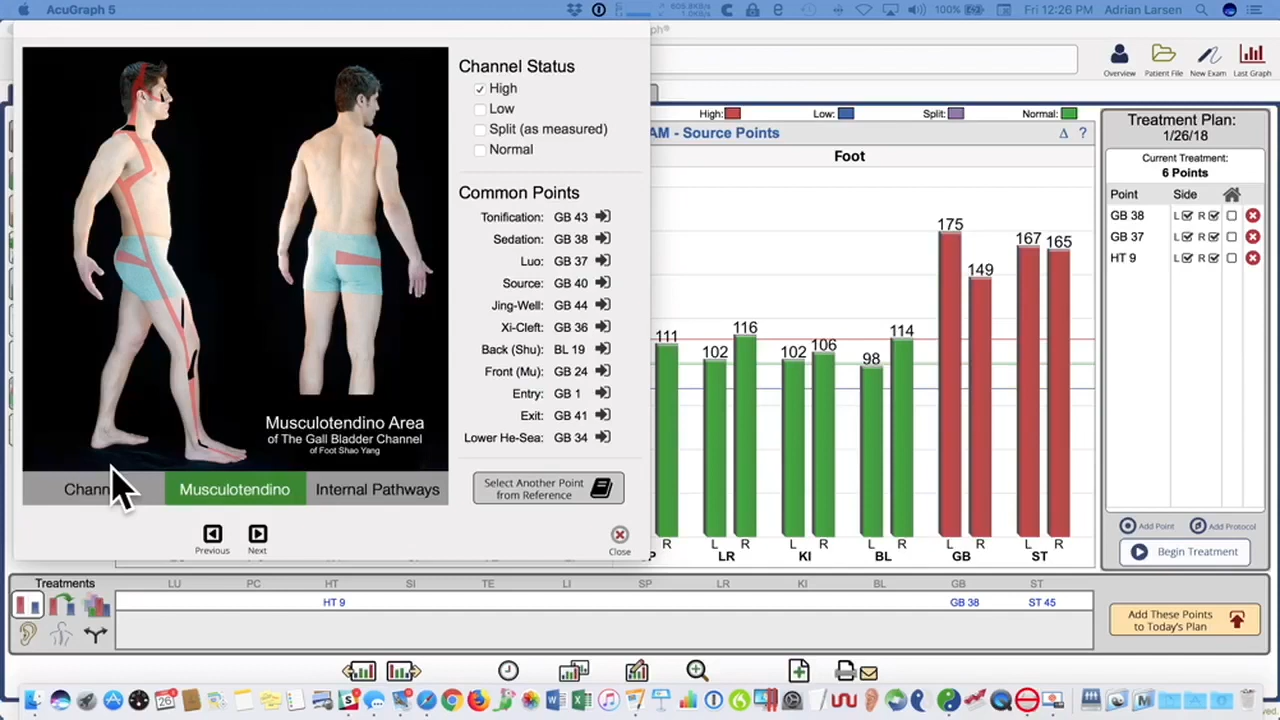 AcuGraph 5
100%
Fri 12:26 PM
Adrian Larsen
Overview
Patient File
New Exam
Last Graph
Channel Status
High
Low
Split (as measured)
Normal
Common Points
Tonification: GB 43
Sedation: GB 38
Luo: GB 37
Source: GB 40
Jing-Well: GB 44
Xi-Cleft: GB 36
Back (Shu): BL 19
Front (Mu): GB 24
Entry: GB 1
Exit: GB 41
Lower He-Sea: GB 34
Select Another Point
from Reference
Musculotendino Area
of The Gall Bladder Channel
of Foot Shao Yang
Musculotendino
Internal Pathways
Previous
Next
Close
High:
Low:
Split:
Normal:
AM - Source Points
Δ ?
Foot
111
102
116
102
106
98
114
175
149
167
165
R L R L R L R L R L R
LR KI BL GB ST
Treatment Plan:
1/26/18
Current Treatment:
6 Points
Point Side
GB 38 L R
GB 37 L R
HT 9 L R
Add Point
Add Protocol
Begin Treatment
Treatments LU PC HT SI TE LI SP LR KI BL GB ST
HT 9 GB 38 ST 45
Add These Points
to Today's Plan